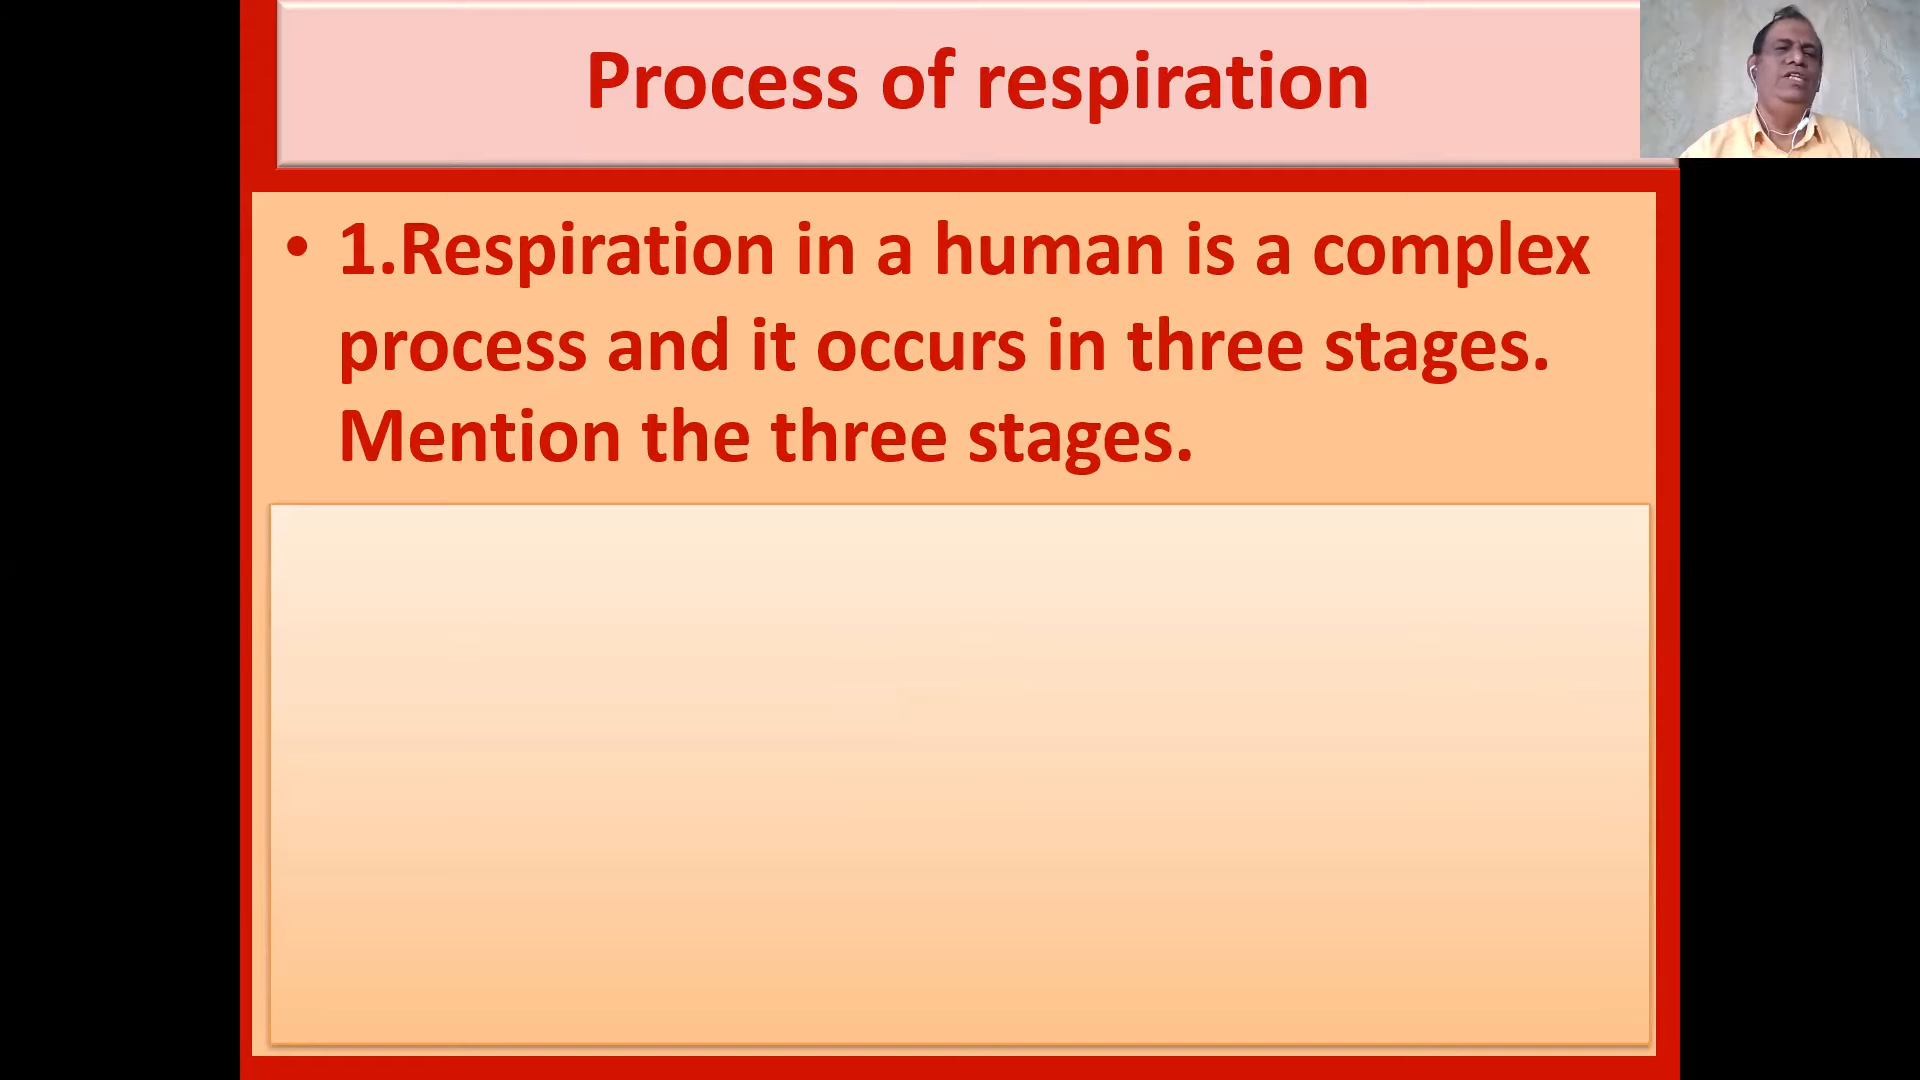 Process of respiration
• 1.Respiration in a human is a complex
process and it occurs in three stages.
Mention the three stages.